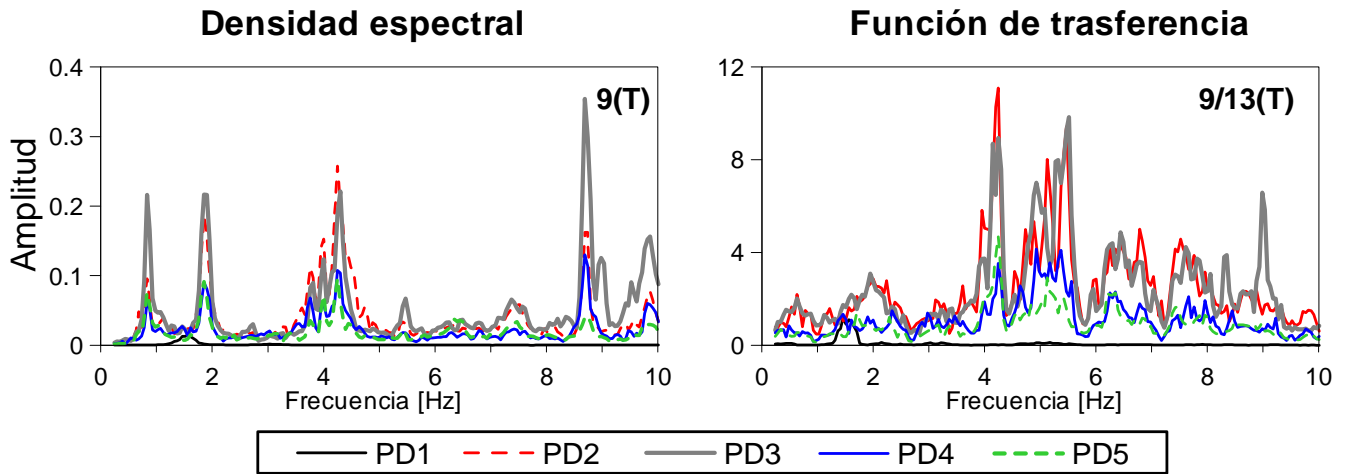 Densidad espectral
Función de trasferencia
Amplitud
0.4
0.3
0.2
0.1
0
9(T)
0 2 4 6 8 10
Frecuencia [Hz]
12
8
4
0
9/13(T)
0 2 4 6 8 10
Frecuencia [Hz]
PD1 PD2 PD3 PD4 PD5